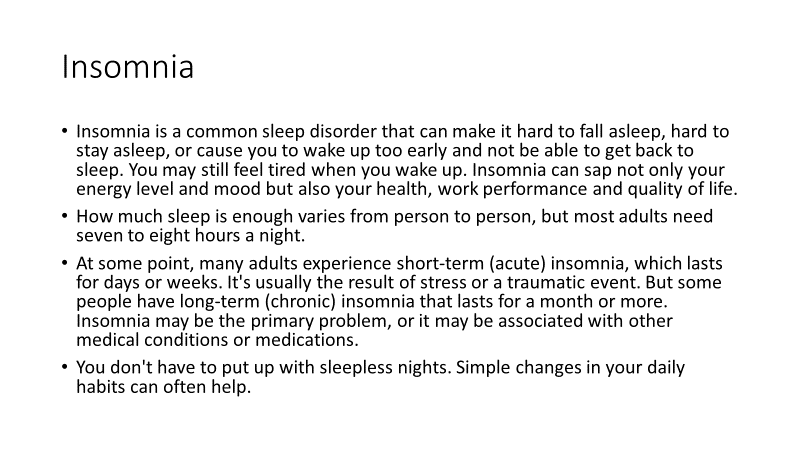 Insomnia
• Insomnia is a common sleep disorder that can make it hard to fall asleep, hard to
stay asleep, or cause you to wake up too early and not be able to get back to
sleep. You may still feel tired when you wake up. Insomnia can sap not only your
energy level and mood but also your health, work performance and quality of life.
• How much sleep is enough varies from person to person, but most adults need
seven to eight hours a night.
• At some point, many adults experience short-term (acute) insomnia, which lasts
for days or weeks. It's usually the result of stress or a traumatic event. But some
people have long-term (chronic) insomnia that lasts for a month or more.
Insomnia may be the primary problem, or it may be associated with other
medical conditions or medications.
• You don't have to put up with sleepless nights. Simple changes in your daily
habits can often help.